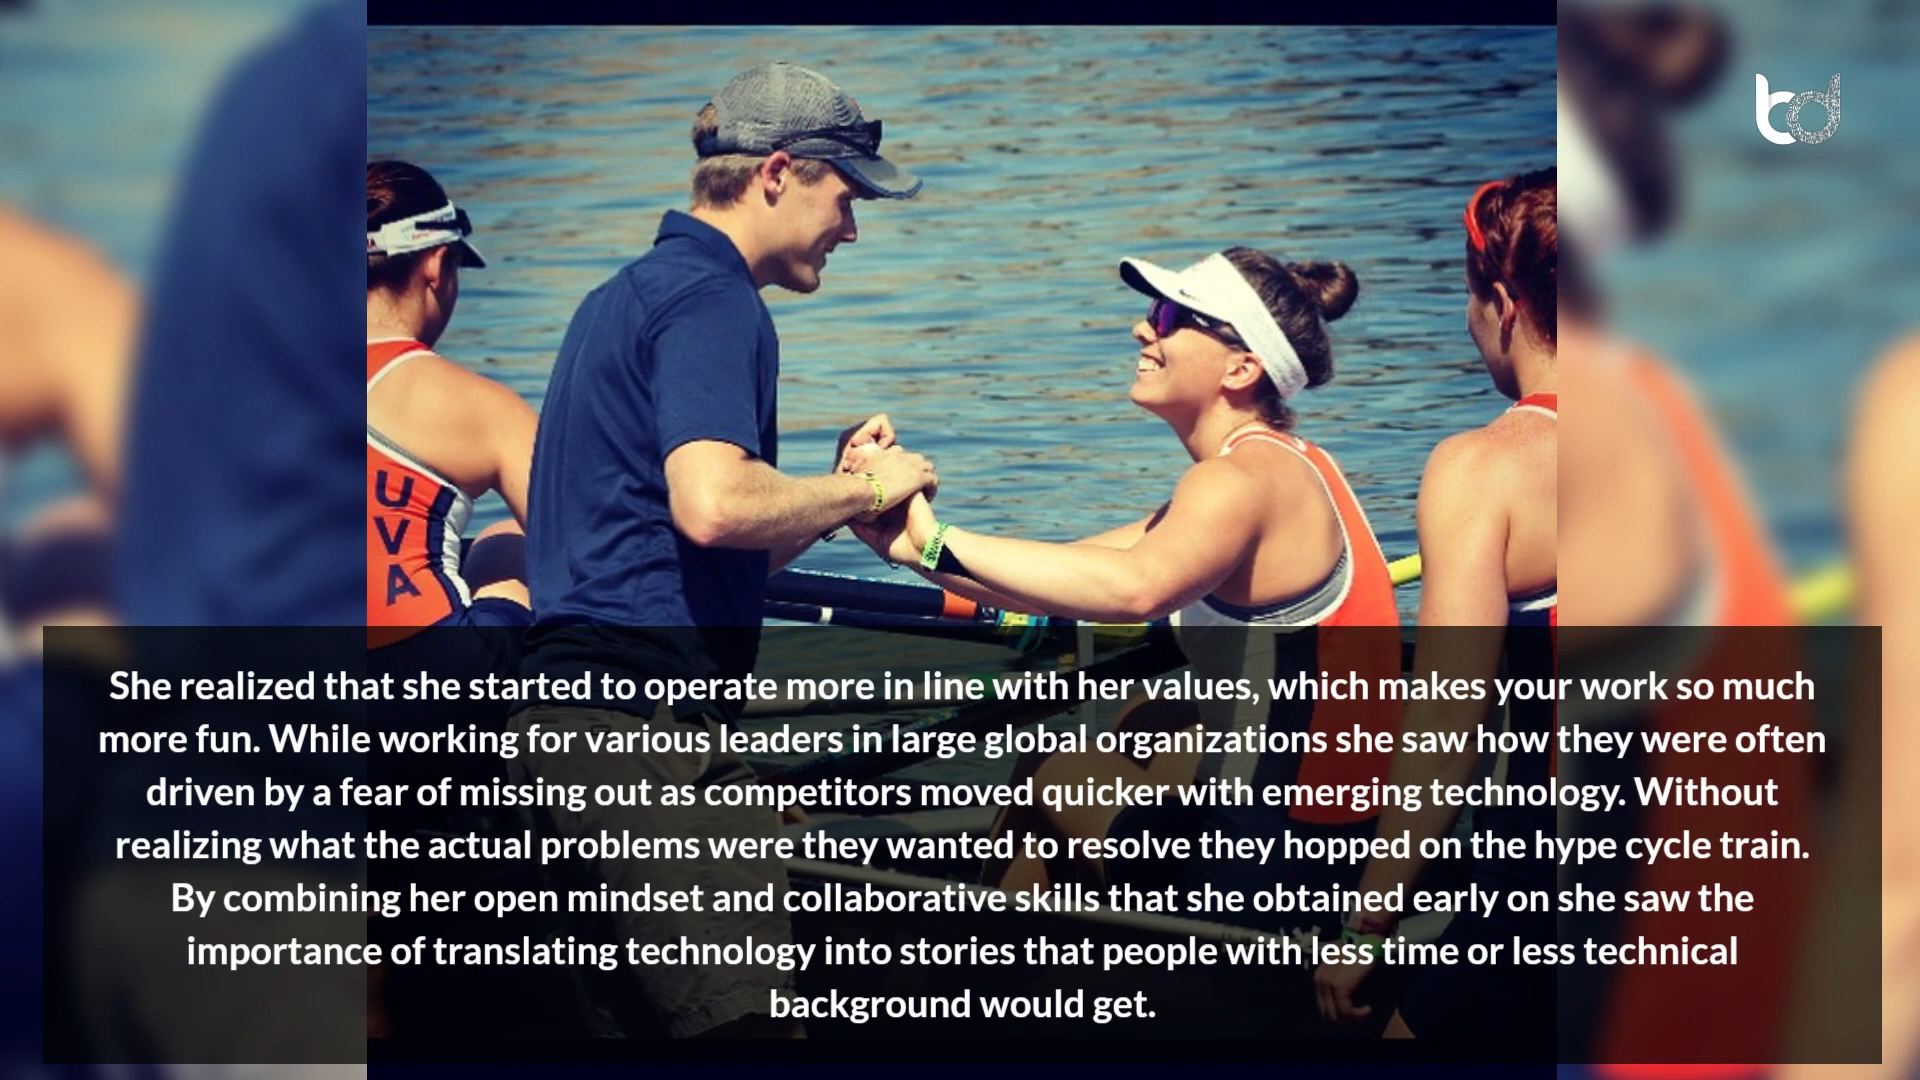 bd
U
V
A
She realized that she started to operate more in line with her values, which makes your work so much
more fun. While working for various leaders in large global organizations she saw how they were often
driven by a fear of missing out as competitors moved quicker with emerging technology. Without
realizing what the actual problems were they wanted to resolve they hopped on the hype cycle train.
By combining her open mindset and collaborative skills that she obtained early on she saw the
importance of translating technology into stories that people with less time or less technical
background would get.